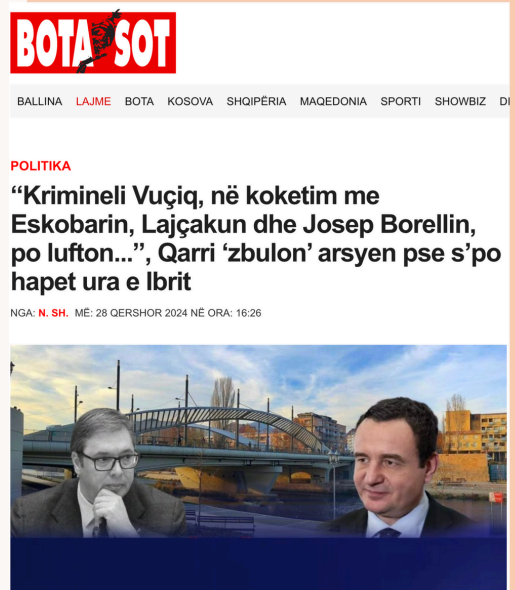 BOTA SOT
BALLINA LAJME BOTA KOSOVA SHQIPËRIA MAQEDONIA SPORTI SHOWBIZ
POLITIKA
“Krimineli Vuçiq, në koketim me
Eskobarin, Lajçakun dhe Josep Borellin,
po lufton...”, Qarri ‘zbulon’ arsyen pse s’po
hapet ura e Ibrit
NGA: N. SH. MË: 28 QERSHOR 2024 NË ORA: 16:26